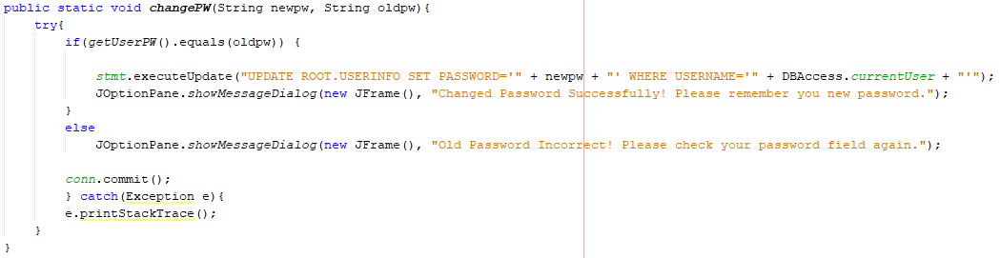 public static void changePW(String newpw, String oldpw){
try{
if(getUserPW().equals(oldpw)) {
stmt.executeUpdate("UPDATE ROOT.USERINFO SET PASSWORD='" + newpw + "' WHERE USERNAME='" + DBAccess.currentUser + "'");
JOptionPane.showMessageDialog(new JFrame(), "Changed Password Successfully! Please remember you new password.");
}
else
JOptionPane.showMessageDialog(new JFrame(), "Old Password Incorrect! Please check your password field again.");
conn.commit();
} catch(Exception e){
e.printStackTrace();
}
}